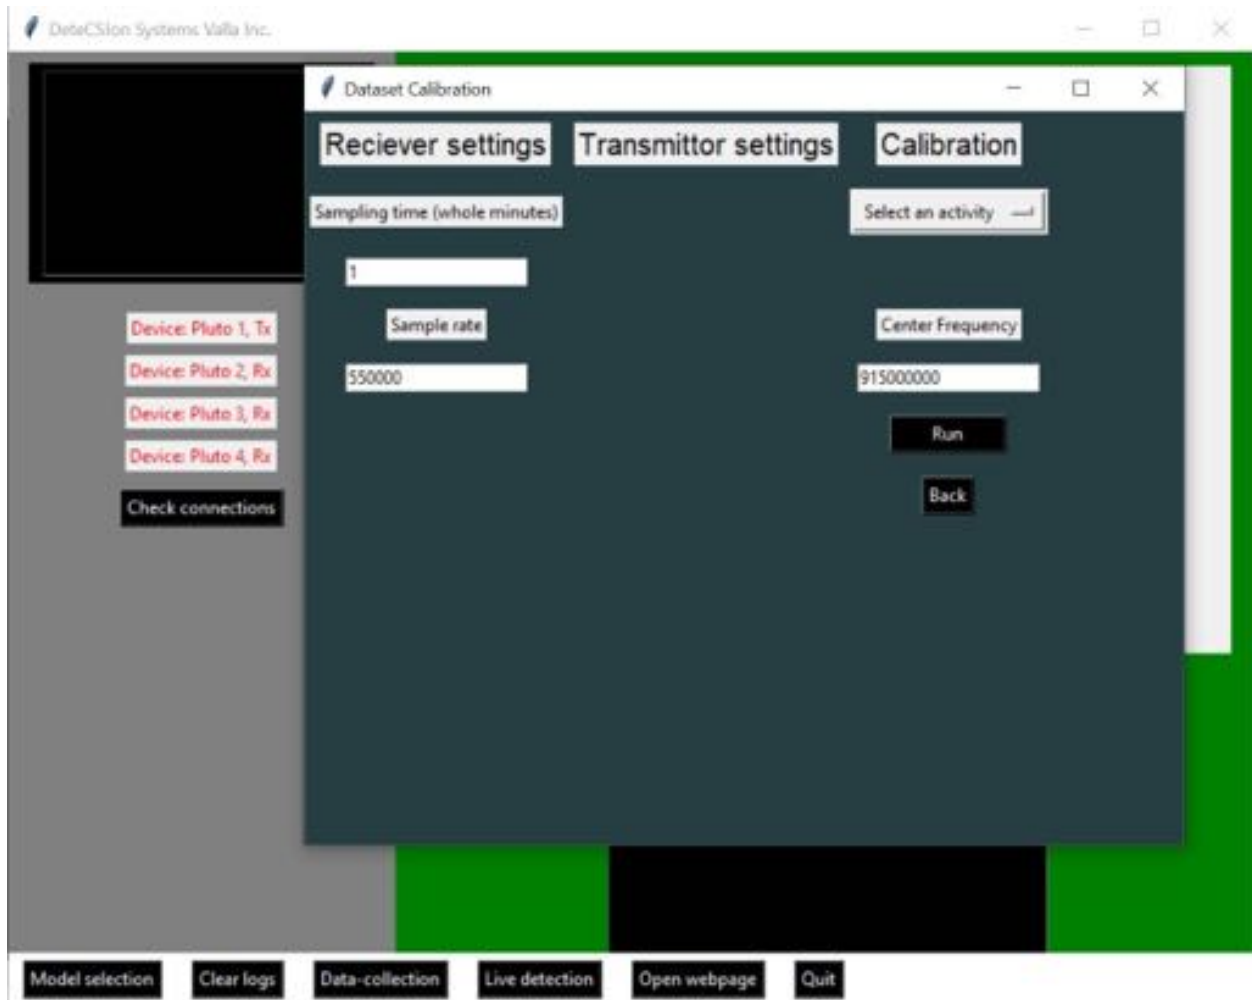 DeteCSIon Systems Valla Inc.
Dataset Calibration
Reciever settings
Transmittor settings
Calibration
Sampling time (whole minutes)
Select an activity
1
Sample rate
Center Frequency
550000
915000000
Run
Back
Device: Pluto 1, Tx
Device: Pluto 2, Rx
Device: Pluto 3, Rx
Device: Pluto 4, Rx
Check connections
Model selection
Clear logs
Data-collection
Live detection
Open webpage
Quit